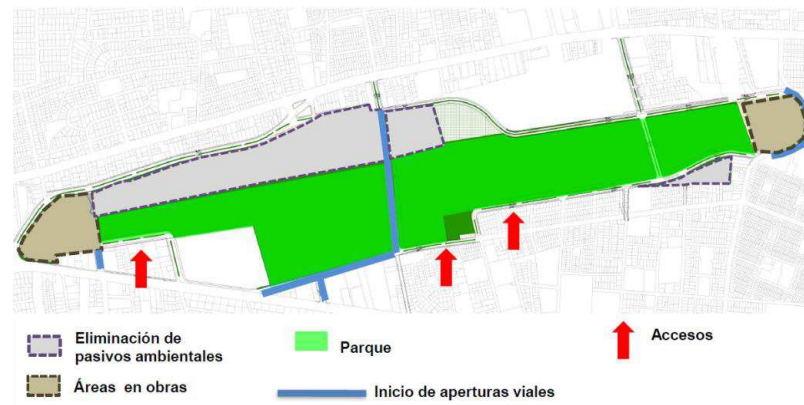 Eliminación de
pasivos ambientales
Parque
Accesos
Áreas en obras
Inicio de aperturas viales